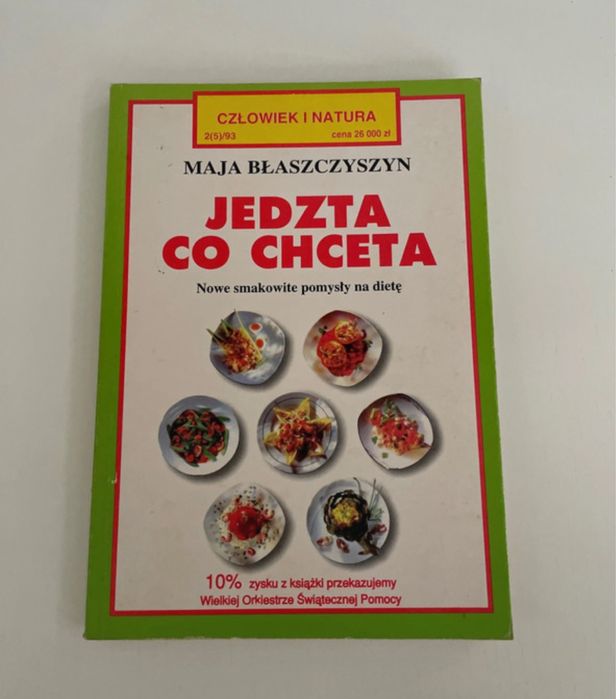 CZŁOWIEK I NATURA
2(5)/93 cena 26 000 zł
MAJA BŁASZCZYSZYN
JEDZTA
CO CHCETA
Nowe smakowite pomysły na dietę
10% zysku z książki przekazujemy
Wielkiej Orkiestrze Świątecznej Pomocy